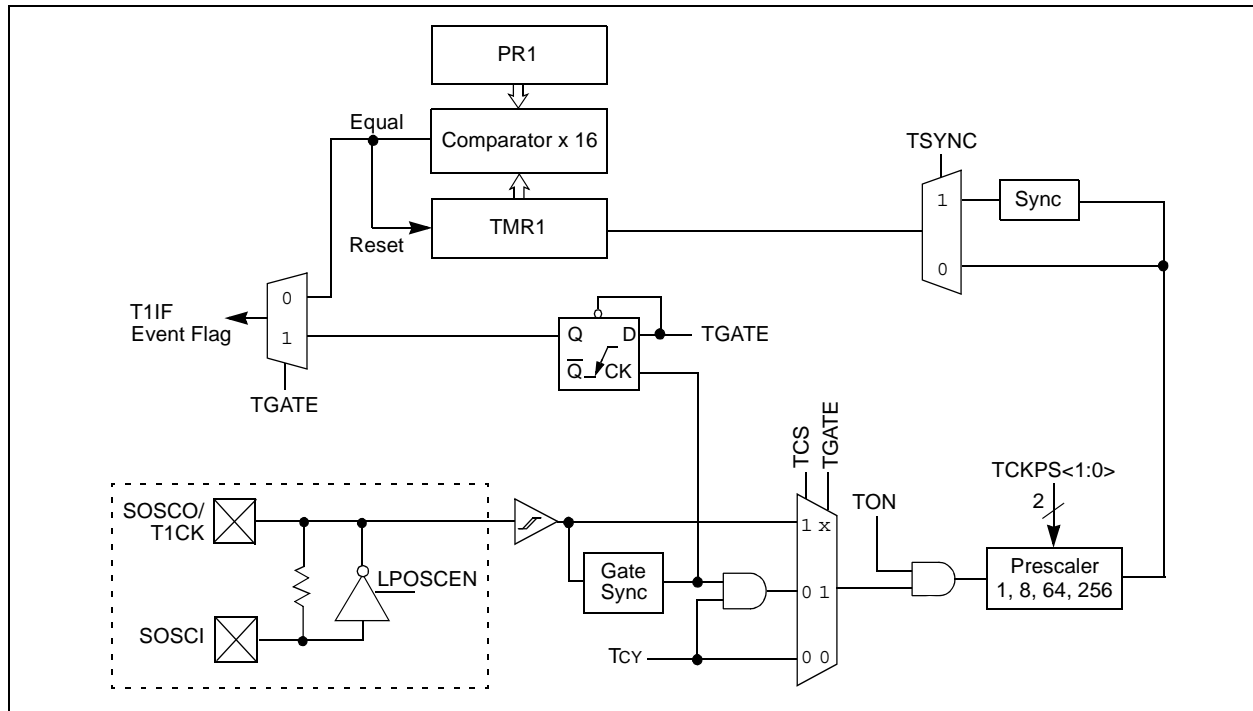 PR1
Equal
Comparator x 16
TSYNC
1
Sync
Reset
TMR1
0
T1IF
Event Flag
0
1
Q
D
TGATE
Q
CK
TGATE
TCS
TGATE
TCKPS<1:0>
2
TON
SOSCO/
T1CK
1 x
LPOSCEN
Gate
Sync
0 1
Prescaler
1, 8, 64, 256
SOSCI
TCY
0 0